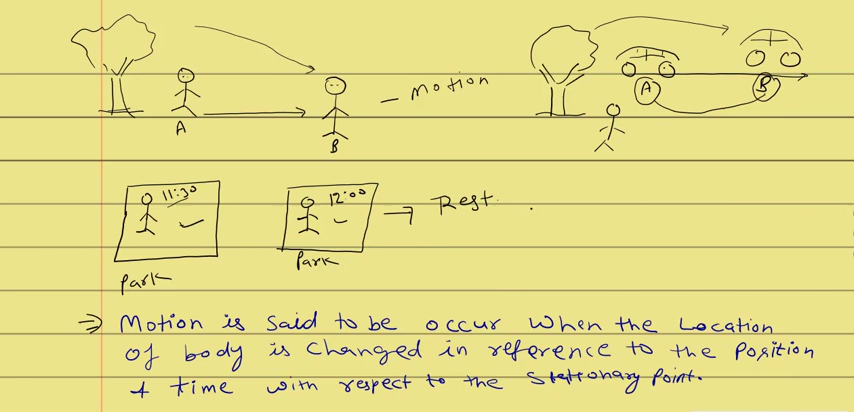 - Motion
A
B
A
B
11:30
12:00
→ Rest.
Park
Park
⇒ Motion is said to be occur when the Location
of body is changed in reference to the Position
+ time with respect to the Stationary Point.